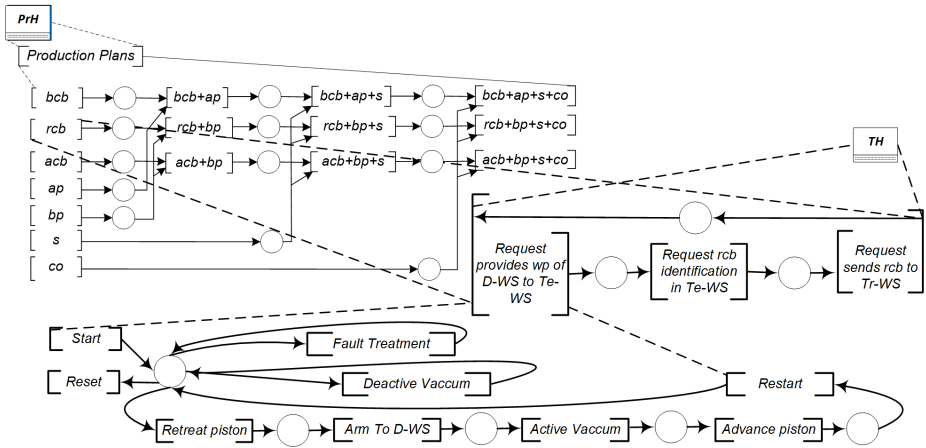 PrH
Production Plans
bcb
bcb+ap
bcb+ap+s
bcb+ap+s+co
rcb
rcb+bp
rcb+bp+s
rcb+bp+s+co
acb
acb+bp
acb+bp+s
acb+bp+s+co
ap
bp
s
co
TH
Request
provides wp of
D-WS to Te-
WS
Request rcb
identification
in Te-WS
Request
sends rcb to
Tr-WS
Start
Fault Treatment
Reset
Deactive Vaccum
Restart
Retreat piston
Arm To D-WS
Active Vaccum
Advance piston